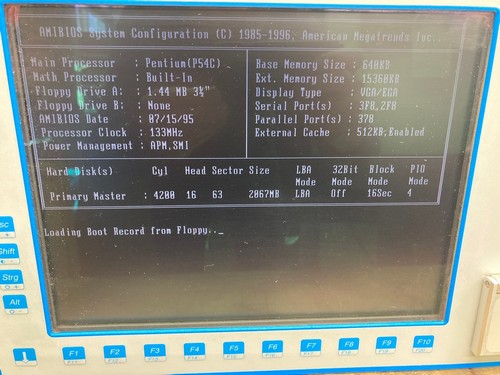 AMIBIOS System Configuration (C) 1985-1996, American Megatrends Inc.,
Main Processor : Pentium(P54C)
Math Processor : Built-In
Floppy Drive A: : 1.44 MB 3½"
Floppy Drive B: : None
AMIBIOS Date : 07/15/95
Processor Clock : 133MHz
Power Management : APM,SMI
Base Memory Size : 640KB
Ext. Memory Size : 15360KB
Display Type : VGA/EGA
Serial Port(s) : 3F8,2F8
Parallel Port(s) : 378
External Cache : 512KB,Enabled
Hard Disk(s) Cyl Head Sector Size LBA Mode 32Bit Mode Block Mode PIO Mode
Primary Master : 4200 16 63 2067MB LBA Off 16Sec 4
Loading Boot Record from Floppy.._
sc
Shift
Strg
Alt
F1 F2 F3 F4 F5 F6 F7 F8 F9 F10